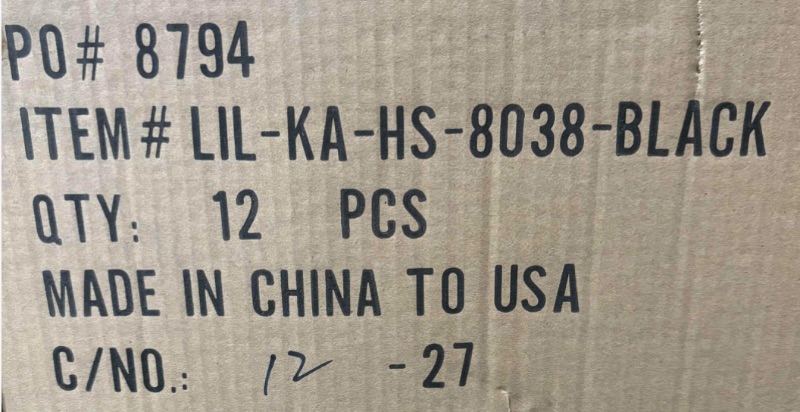 PO# 8794
ITEM# LIL-KA-HS-8038-BLACK
QTY: 12 PCS
MADE IN CHINA TO USA
C/NO.: 12 -27